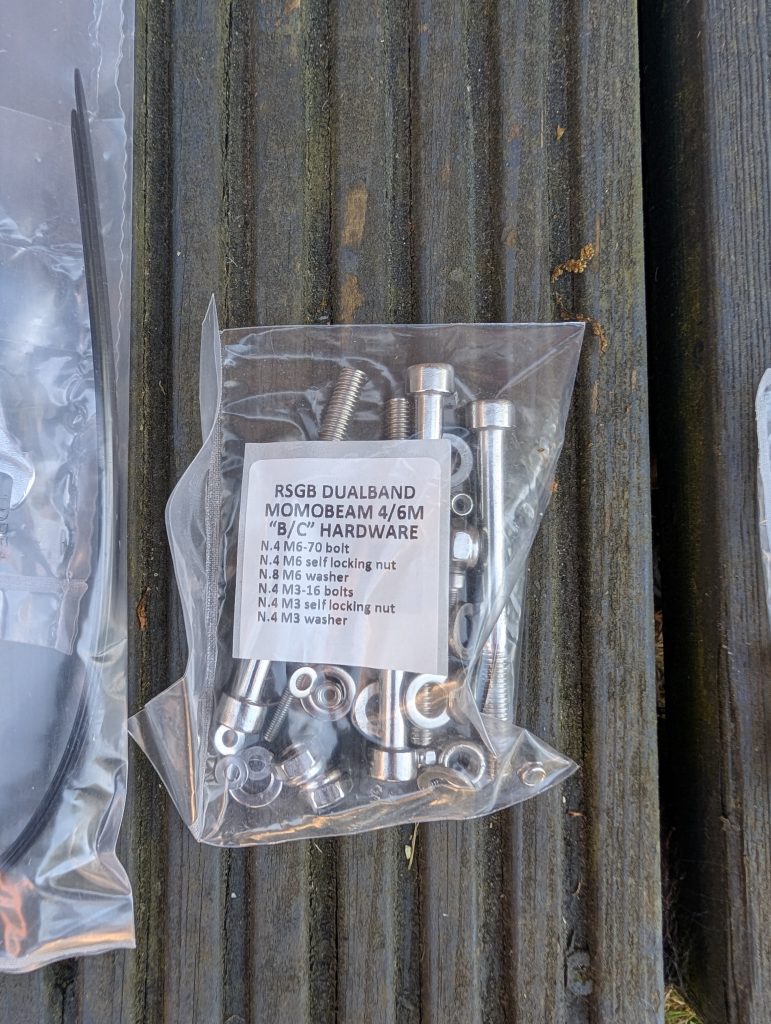 RSGB DUALBAND
MOMOBEAM 4/6M
“B/C” HARDWARE
N.4 M6-70 bolt
N.4 M6 self locking nut
N.8 M6 washer
N.4 M3-16 bolts
N.4 M3 self locking nut
N.4 M3 washer